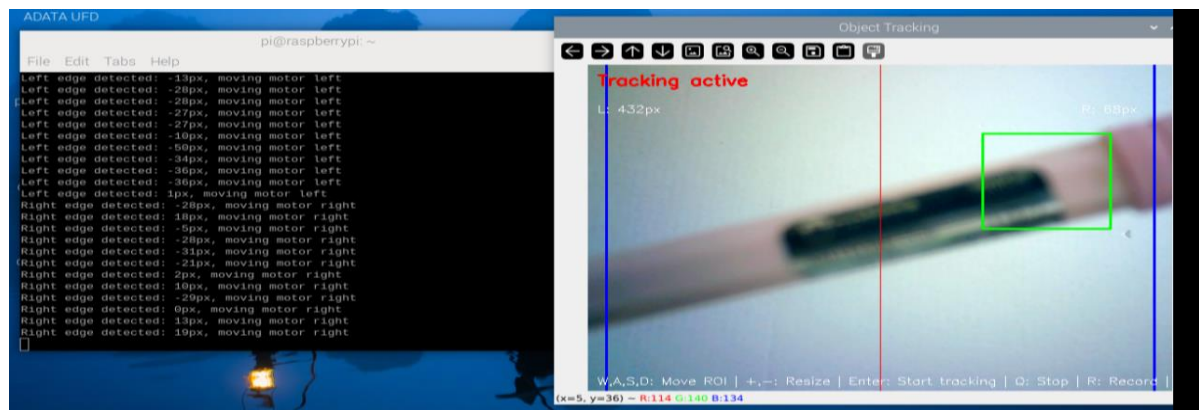 ADATA UFD
pi@raspberrypi: ~
File Edit Tabs Help
Left edge detected: -13px, moving motor left
Left edge detected: -28px, moving motor left
Left edge detected: -28px, moving motor left
Left edge detected: -27px, moving motor left
Left edge detected: -27px, moving motor left
Left edge detected: -10px, moving motor left
Left edge detected: -50px, moving motor left
Left edge detected: -34px, moving motor left
Left edge detected: -36px, moving motor left
Left edge detected: -36px, moving motor left
Left edge detected: 1px, moving motor left
Right edge detected: -28px, moving motor right
Right edge detected: 18px, moving motor right
Right edge detected: -5px, moving motor right
Right edge detected: -28px, moving motor right
Right edge detected: -31px, moving motor right
Right edge detected: -21px, moving motor right
Right edge detected: 2px, moving motor right
Right edge detected: 10px, moving motor right
Right edge detected: -29px, moving motor right
Right edge detected: 0px, moving motor right
Right edge detected: 13px, moving motor right
Right edge detected: 19px, moving motor right
Object Tracking
Tracking active
L: 432px
R: 68px
W,A,S,D: Move ROI | +,-: Resize | Enter: Start tracking | Q: Stop | R: Record |
(x=5, y=36) ~ R:114 G:140 B:134